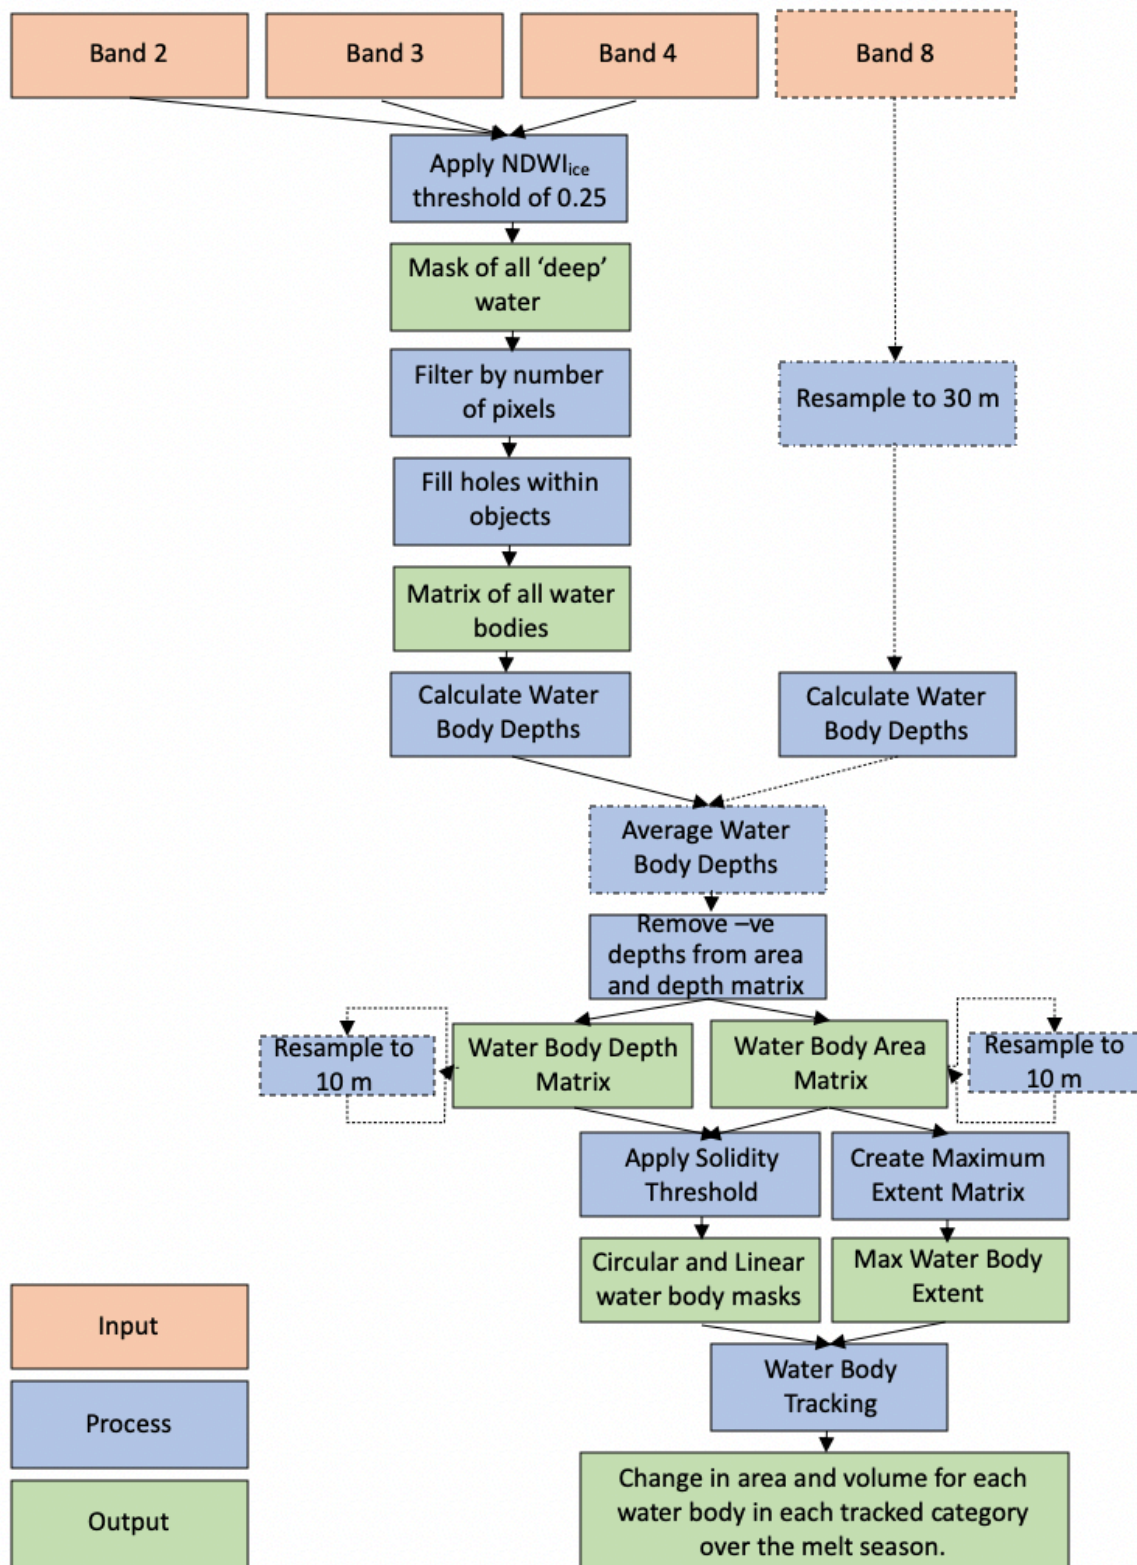 Band 2
Band 3
Band 4
Band 8
Apply NDWIice
threshold of 0.25
Mask of all ‘deep’
water
Filter by number
of pixels
Resample to 30 m
Fill holes within
objects
Matrix of all water
bodies
Calculate Water
Body Depths
Calculate Water
Body Depths
Average Water
Body Depths
Remove –ve
depths from area
and depth matrix
Resample to
10 m
Water Body Depth
Matrix
Water Body Area
Matrix
Resample to
10 m
Apply Solidity
Threshold
Create Maximum
Extent Matrix
Circular and Linear
water body masks
Max Water Body
Extent
Water Body
Tracking
Change in area and volume for each
water body in each tracked category
over the melt season.
Input
Process
Output